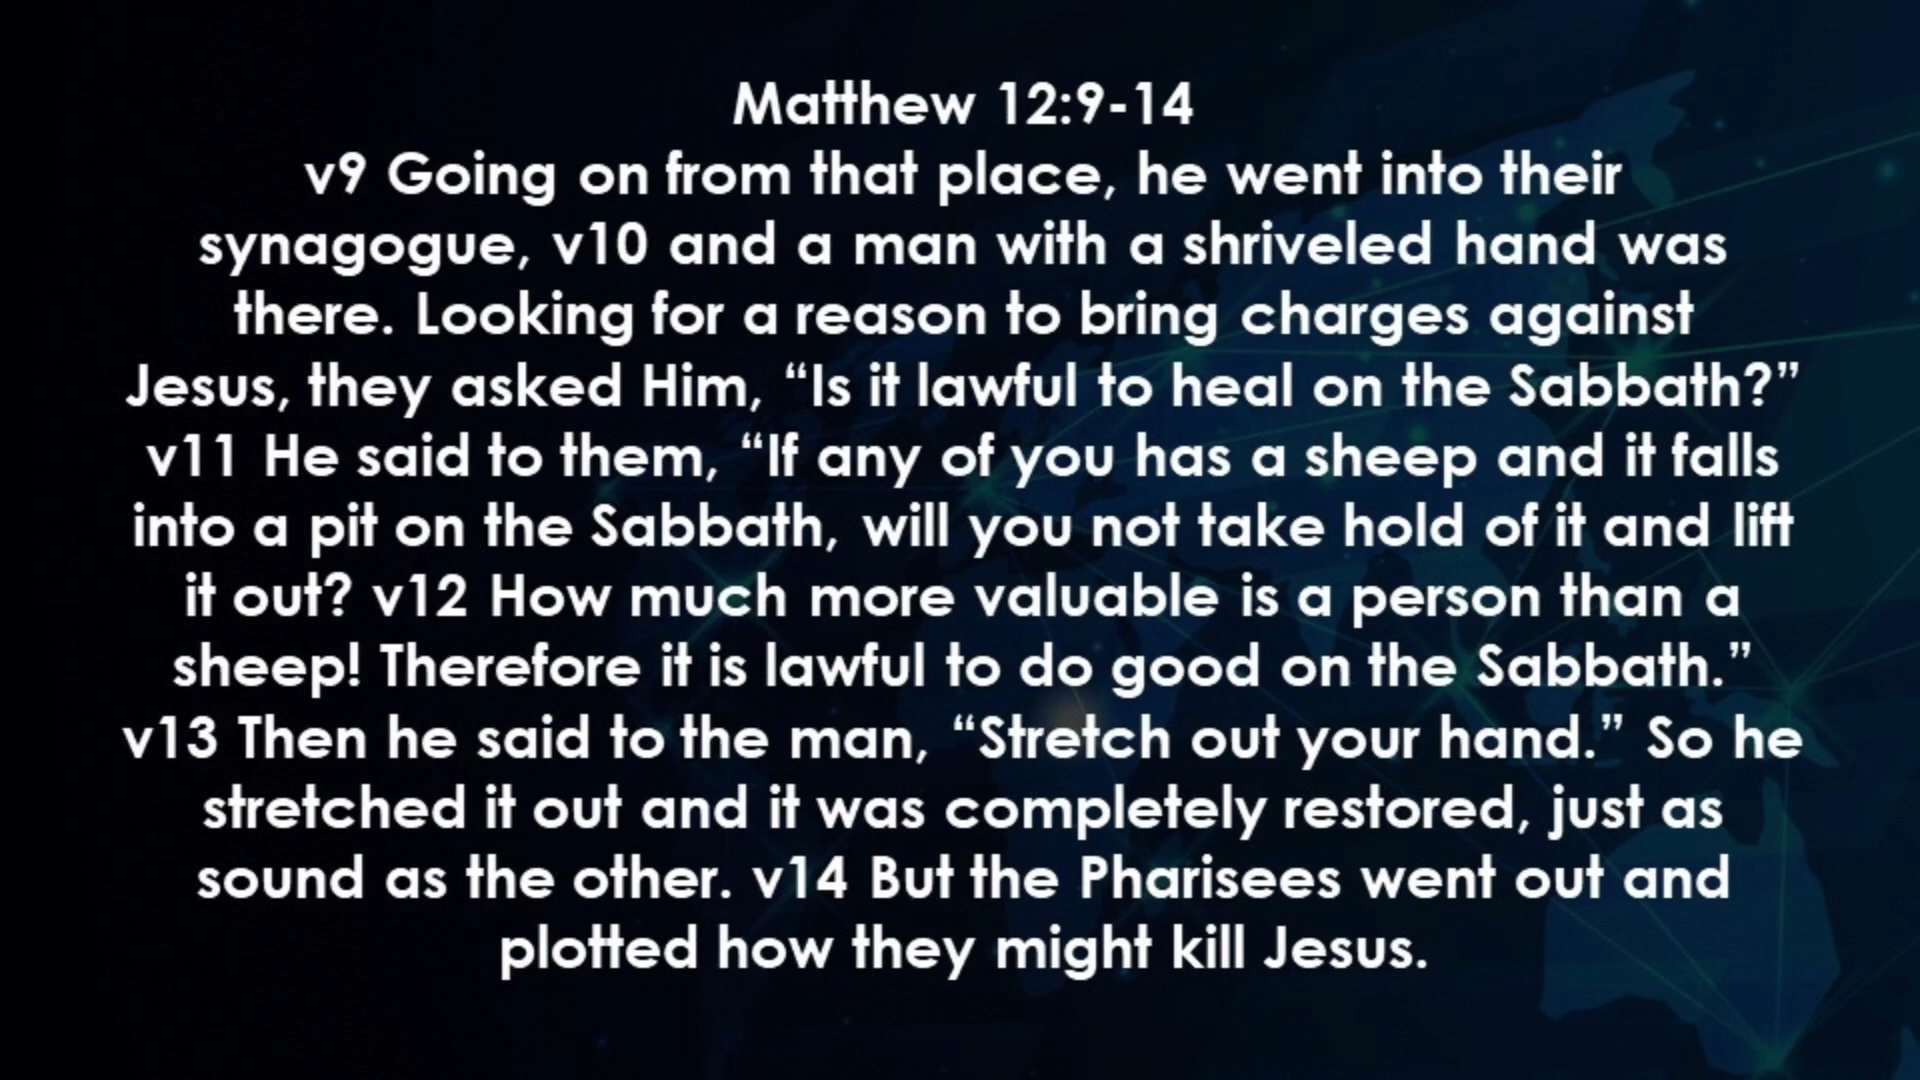 Matthew 12:9-14
v9 Going on from that place, he went into their
synagogue, v10 and a man with a shriveled hand was
there. Looking for a reason to bring charges against
Jesus, they asked Him, “Is it lawful to heal on the Sabbath?”
v11 He said to them, “If any of you has a sheep and it falls
into a pit on the Sabbath, will you not take hold of it and lift
it out? v12 How much more valuable is a person than a
sheep! Therefore it is lawful to do good on the Sabbath.”
v13 Then he said to the man, “Stretch out your hand.” So he
stretched it out and it was completely restored, just as
sound as the other. v14 But the Pharisees went out and
plotted how they might kill Jesus.